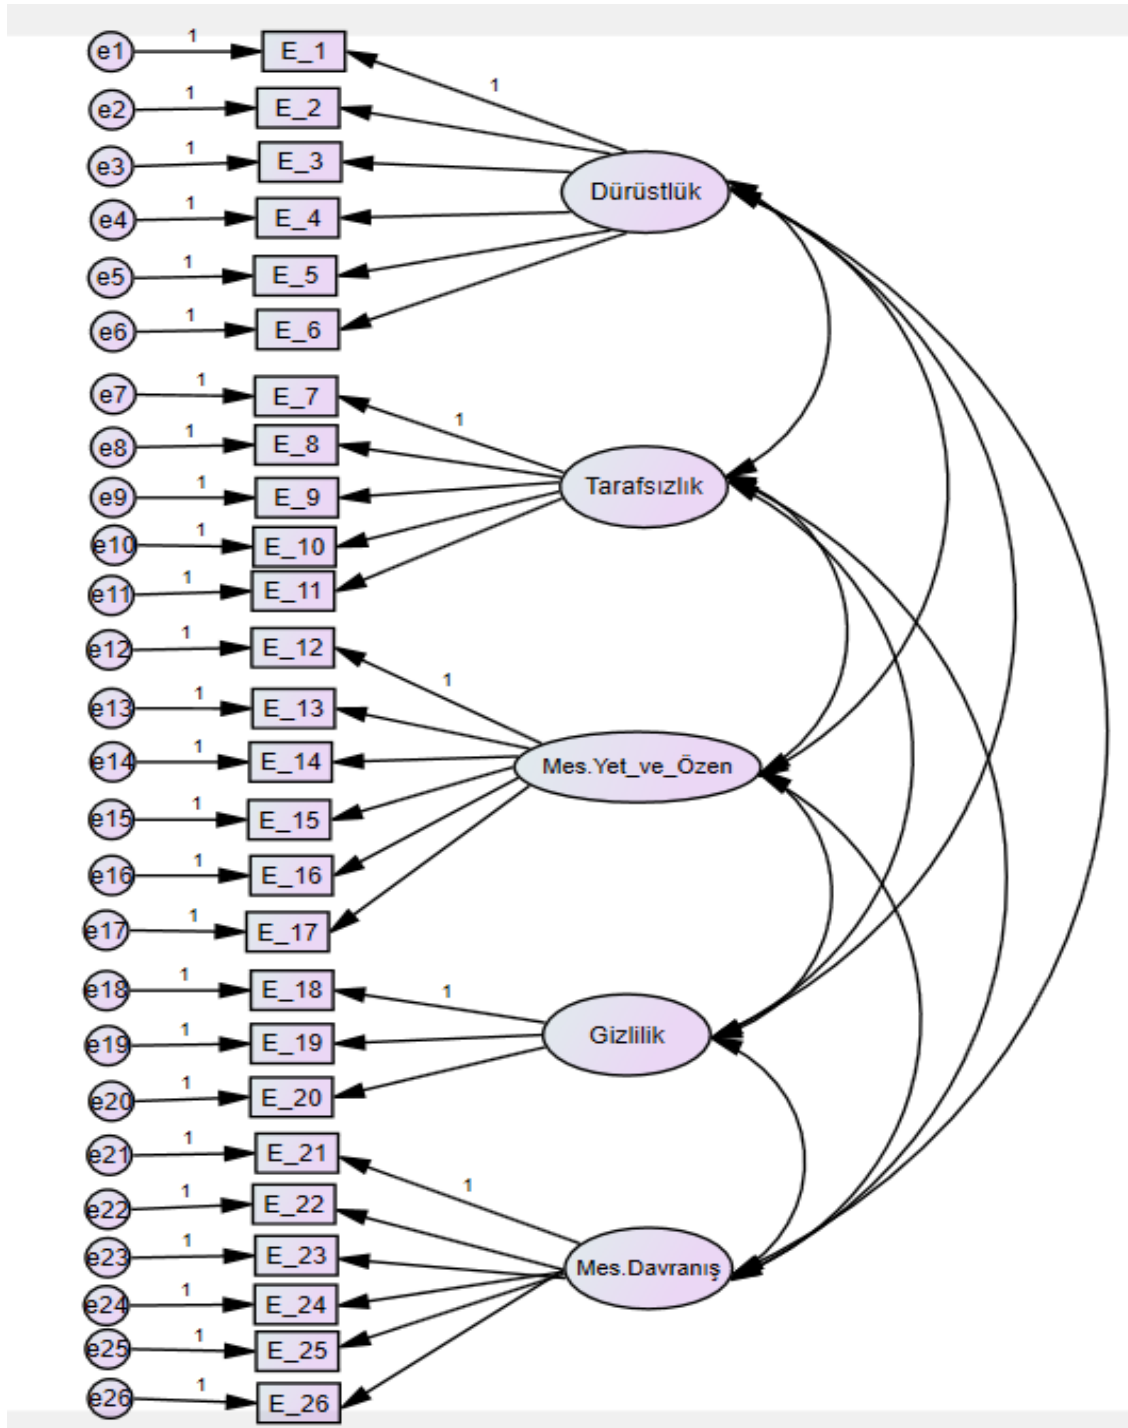 e1 1 E_1 1
e2 1 E_2
e3 1 E_3
Dürüstlük
e4 1 E_4
e5 1 E_5
e6 1 E_6
e7 1 E_7 1
e8 1 E_8
Tarafsızlık
e9 1 E_9
e10 1 E_10
e11 1 E_11
e12 1 E_12 1
e13 1 E_13
e14 1 E_14
Mes.Yet_ve_Özen
e15 1 E_15
e16 1 E_16
e17 1 E_17
e18 1 E_18 1
e19 1 E_19
Gizlilik
e20 1 E_20
e21 1 E_21 1
e22 1 E_22
e23 1 E_23
Mes.Davranış
e24 1 E_24
e25 1 E_25
e26 1 E_26